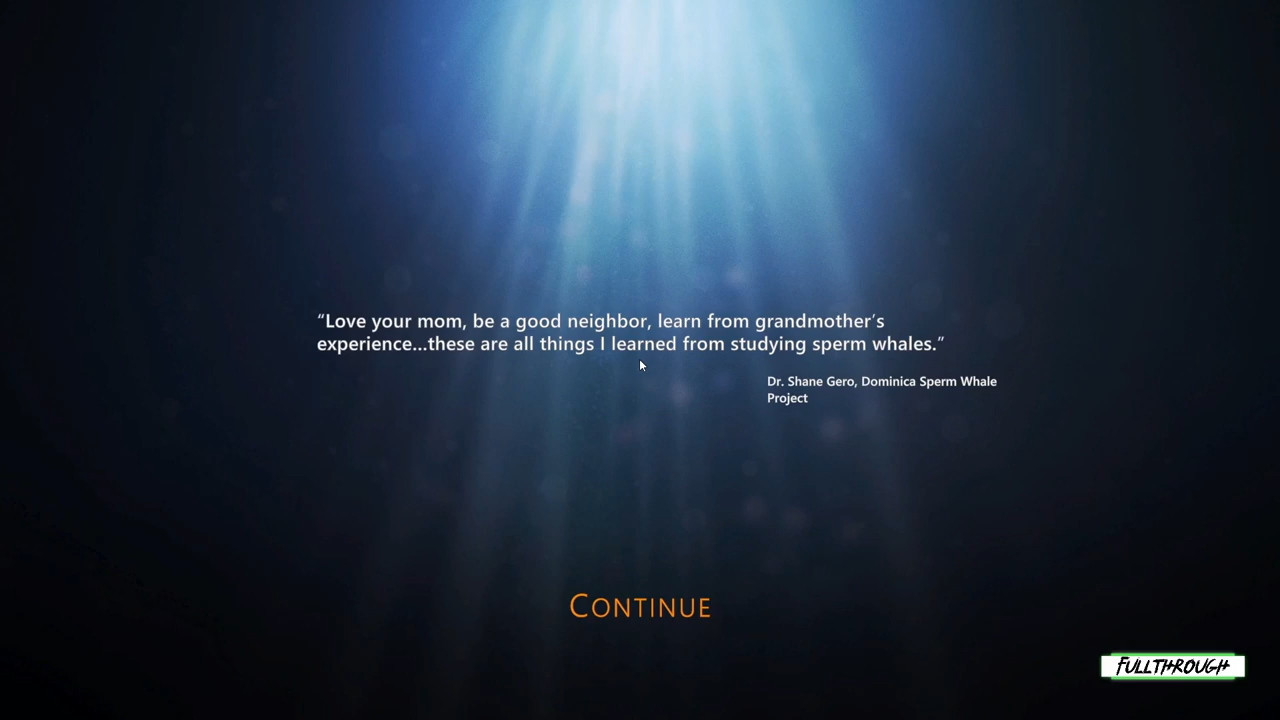 “Love your mom, be a good neighbor, learn from grandmother’s
experience...these are all things I learned from studying sperm whales.”
Dr. Shane Gero, Dominica Sperm Whale
Project
CONTINUE
FULLTHROUGH